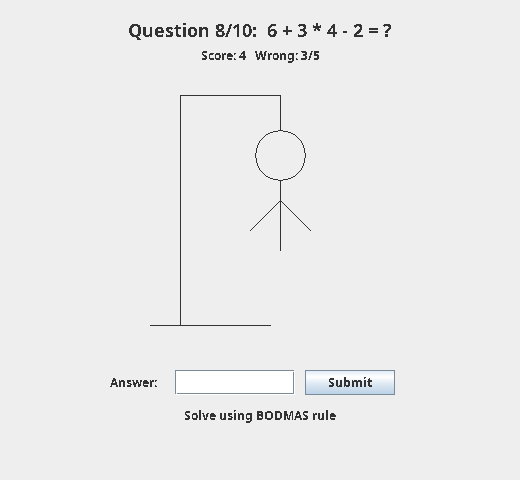 Question 8/10: 6 + 3 * 4 - 2 = ?
Score: 4 Wrong: 3/5
Answer: Submit
Solve using BODMAS rule